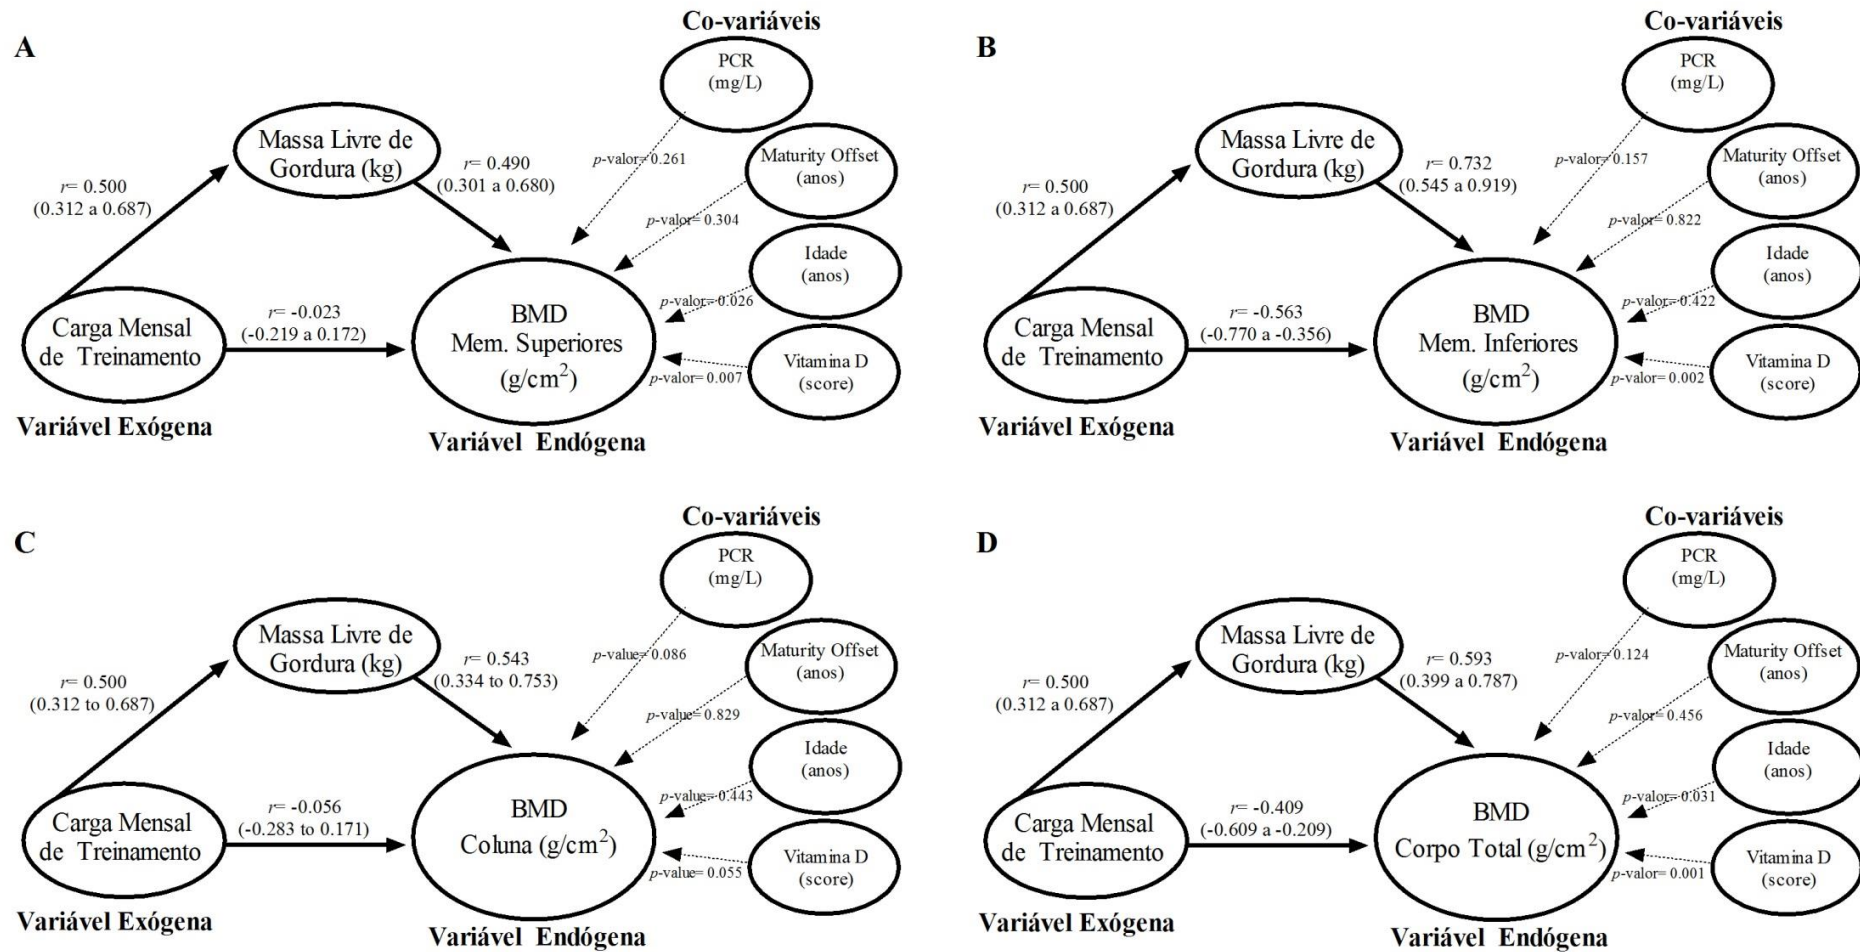 A
Co-variáveis
PCR
(mg/L)
Massa Livre de
Gordura (kg)
r= 0.490
(0.301 a 0.680)
p-valor= 0.261
Maturity Offset
(anos)
r= 0.500
(0.312 a 0.687)
p-valor= 0.304
Idade
(anos)
p-valor= 0.026
Carga Mensal
de Treinamento
r= -0.023
(-0.219 a 0.172)
BMD
Mem. Superiores
(g/cm²)
Vitamina D
(score)
p-valor= 0.007
Variável Exógena
Variável Endógena
B
Co-variáveis
PCR
(mg/L)
Massa Livre de
Gordura (kg)
r= 0.732
(0.545 a 0.919)
p-valor= 0.157
Maturity Offset
(anos)
r= 0.500
(0.312 a 0.687)
p-valor= 0.822
Idade
(anos)
p-valor= 0.422
Carga Mensal
de Treinamento
r= -0.563
(-0.770 a -0.356)
BMD
Mem. Inferiores
(g/cm²)
Vitamina D
(score)
p-valor= 0.002
Variável Exógena
Variável Endógena
C
Co-variáveis
PCR
(mg/L)
Massa Livre de
Gordura (kg)
r= 0.543
(0.334 to 0.753)
p-value= 0.086
Maturity Offset
(anos)
r= 0.500
(0.312 to 0.687)
p-value= 0.829
Idade
(anos)
p-value= 0.443
Carga Mensal
de Treinamento
r= -0.056
(-0.283 to 0.171)
BMD
Coluna (g/cm²)
Vitamina D
(score)
p-value= 0.055
Variável Exógena
Variável Endógena
D
Co-variáveis
PCR
(mg/L)
Massa Livre de
Gordura (kg)
r= 0.593
(0.399 a 0.787)
p-valor= 0.124
Maturity Offset
(anos)
r= 0.500
(0.312 a 0.687)
p-valor= 0.456
Idade
(anos)
p-valor= 0.031
Carga Mensal
de Treinamento
r= -0.409
(-0.609 a -0.209)
BMD
Corpo Total (g/cm²)
Vitamina D
(score)
p-valor= 0.001
Variável Exógena
Variável Endógena